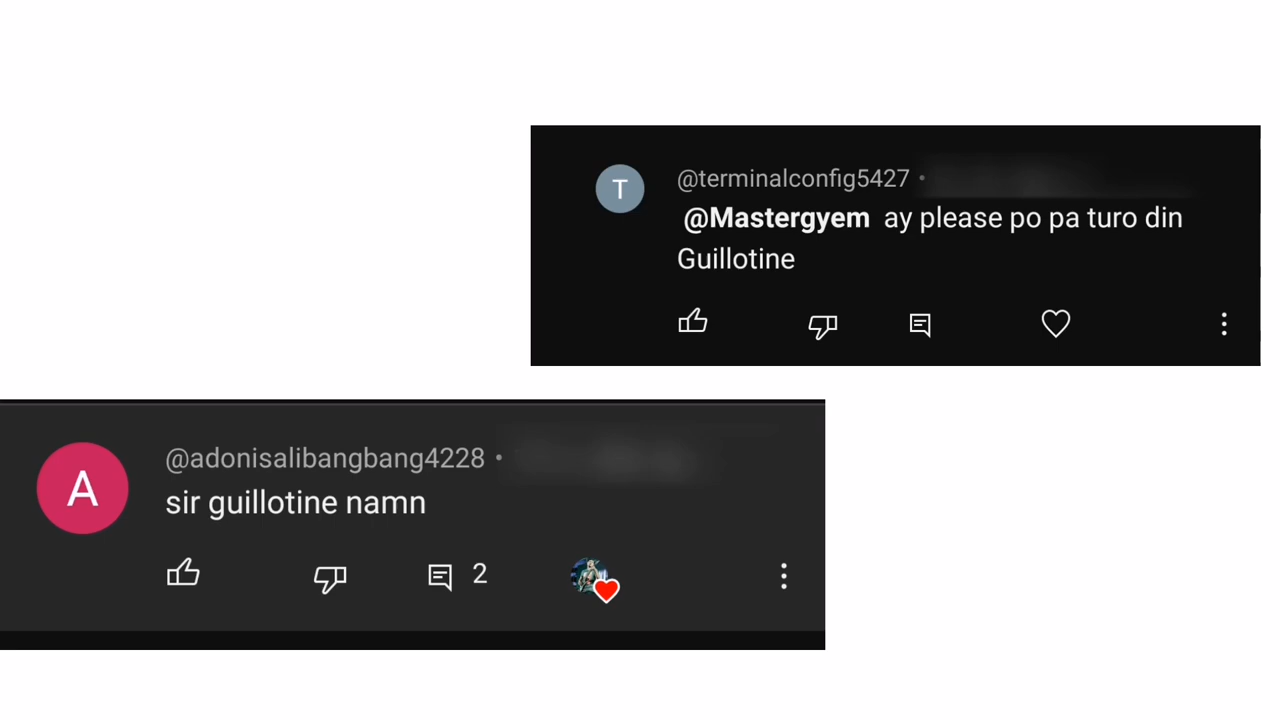 @terminalconfig5427 •
@Mastergyem ay please po pa turo din
Guillotine
T
@adonisalibangbang4228 •
sir guillotine namn
A
2